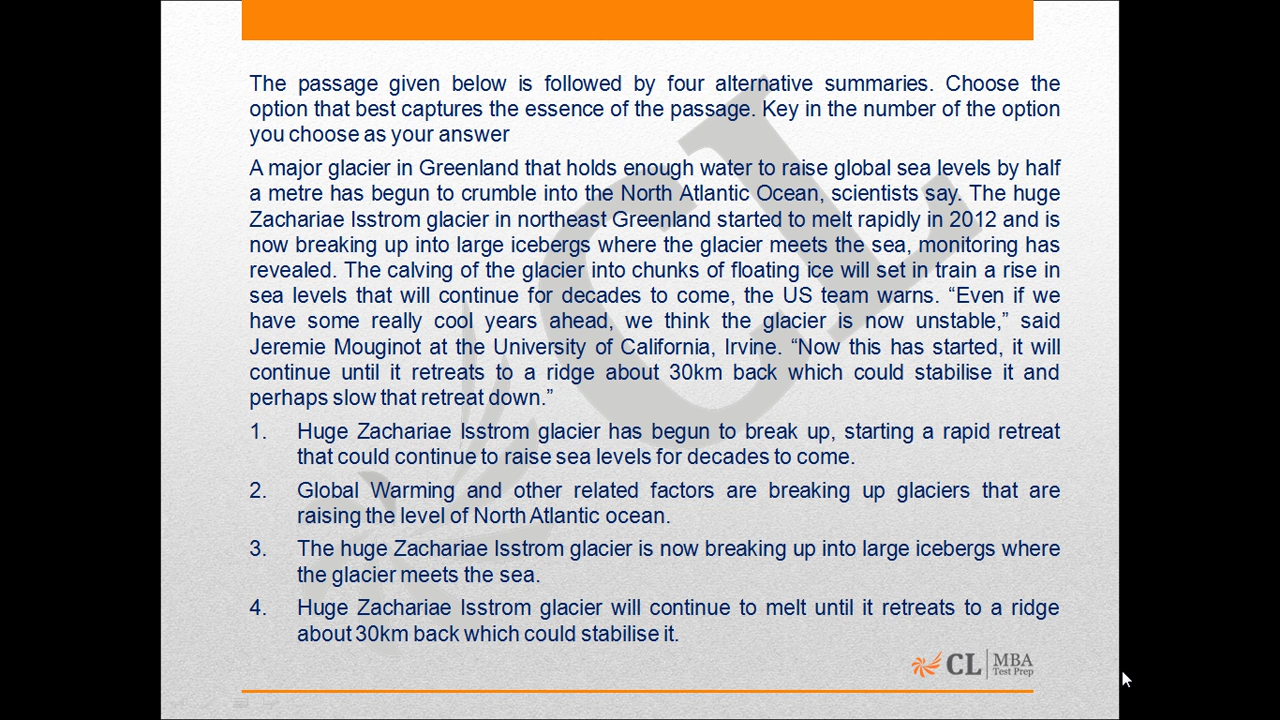 The passage given below is followed by four alternative summaries. Choose the
option that best captures the essence of the passage. Key in the number of the option
you choose as your answer
A major glacier in Greenland that holds enough water to raise global sea levels by half
a metre has begun to crumble into the North Atlantic Ocean, scientists say. The huge
Zachariae Isstrom glacier in northeast Greenland started to melt rapidly in 2012 and is
now breaking up into large icebergs where the glacier meets the sea, monitoring has
revealed. The calving of the glacier into chunks of floating ice will set in train a rise in
sea levels that will continue for decades to come, the US team warns. “Even if we
have some really cool years ahead, we think the glacier is now unstable,” said
Jeremie Mouginot at the University of California, Irvine. “Now this has started, it will
continue until it retreats to a ridge about 30km back which could stabilise it and
perhaps slow that retreat down.”
1. Huge Zachariae Isstrom glacier has begun to break up, starting a rapid retreat
that could continue to raise sea levels for decades to come.
2. Global Warming and other related factors are breaking up glaciers that are
raising the level of North Atlantic ocean.
3. The huge Zachariae Isstrom glacier is now breaking up into large icebergs where
the glacier meets the sea.
4. Huge Zachariae Isstrom glacier will continue to melt until it retreats to a ridge
about 30km back which could stabilise it.
CL MBA
Test Prep